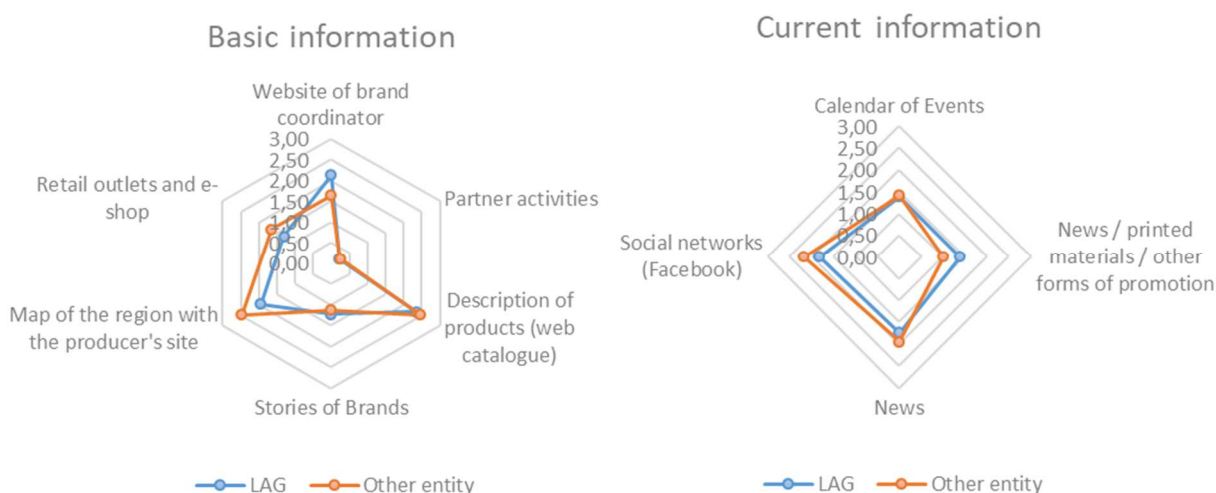 Basic information
Website of brand
coordinator
3,00
2,50
2,00
1,50
1,00
0,50
0,00
Retail outlets and e-
shop
Partner activities
Map of the region with
the producer's site
Description of
products (web
catalogue)
Stories of Brands
LAG
Other entity
Current information
Calendar of Events
3,00
2,50
2,00
1,50
1,00
0,50
0,00
Social networks
(Facebook)
News / printed
materials / other
forms of promotion
News
LAG
Other entity